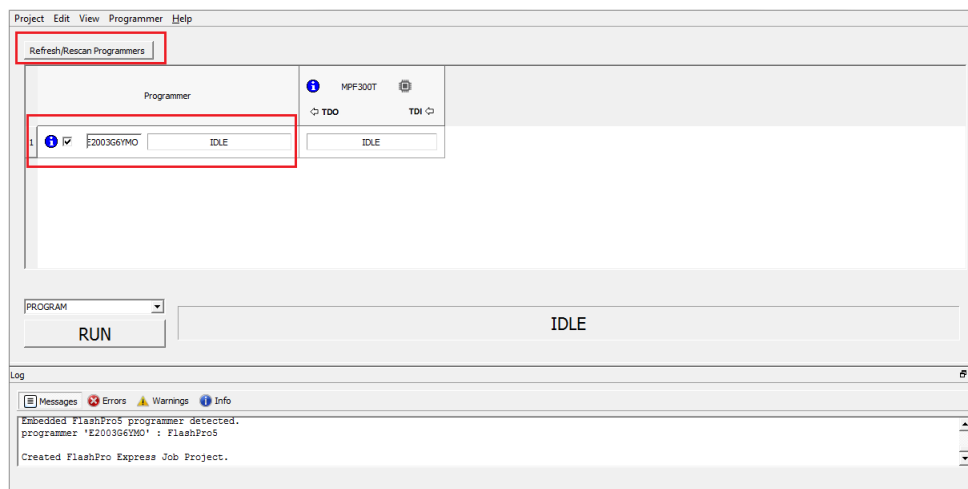 Project Edit View Programmer Help
Refresh/Rescan Programmers
Programmer
MPF300T
TDO TDI
1 E2003G6YMO IDLE IDLE
PROGRAM
RUN
IDLE
Log
Messages Errors Warnings Info
Embedded FlashPro5 programmer detected.
programmer 'E2003G6YMO' : FlashPro5
Created FlashPro Express Job Project.